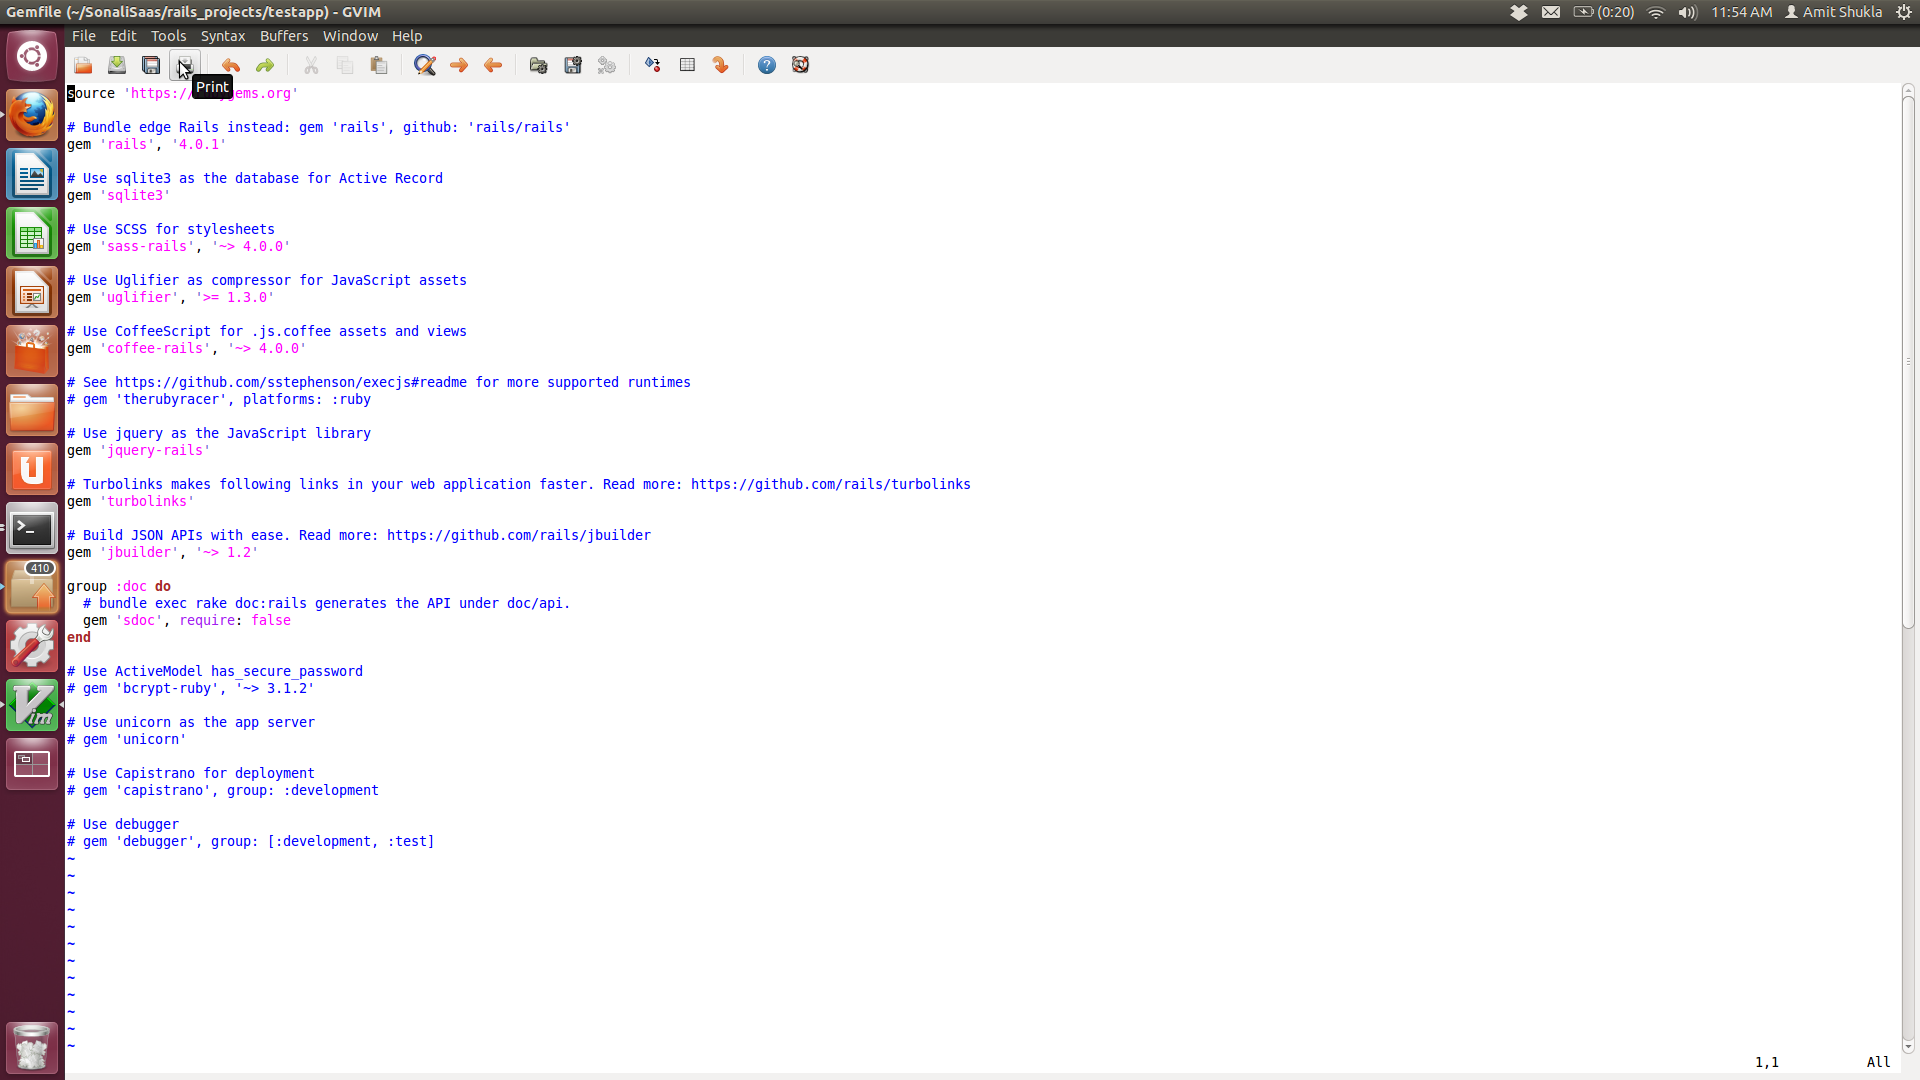 Gemfile (~/SonaliSaas/rails_projects/testapp) - GVIM
(0:20) 11:54 AM Amit Shukla
File Edit Tools Syntax Buffers Window Help
Print
source 'https:// gems.org'
# Bundle edge Rails instead: gem 'rails', github: 'rails/rails'
gem 'rails', '4.0.1'
# Use sqlite3 as the database for Active Record
gem 'sqlite3'
# Use SCSS for stylesheets
gem 'sass-rails', '~> 4.0.0'
# Use Uglifier as compressor for JavaScript assets
gem 'uglifier', '>= 1.3.0'
# Use CoffeeScript for .js.coffee assets and views
gem 'coffee-rails', '~> 4.0.0'
# See https://github.com/sstephenson/execjs#readme for more supported runtimes
# gem 'therubyracer', platforms: :ruby
# Use jquery as the JavaScript library
gem 'jquery-rails'
# Turbolinks makes following links in your web application faster. Read more: https://github.com/rails/turbolinks
gem 'turbolinks'
# Build JSON APIs with ease. Read more: https://github.com/rails/jbuilder
gem 'jbuilder', '~> 1.2'
group :doc do
# bundle exec rake doc:rails generates the API under doc/api.
gem 'sdoc', require: false
end
# Use ActiveModel has_secure_password
# gem 'bcrypt-ruby', '~> 3.1.2'
# Use unicorn as the app server
# gem 'unicorn'
# Use Capistrano for deployment
# gem 'capistrano', group: :development
# Use debugger
# gem 'debugger', group: [:development, :test]
~
~
~
~
~
~
~
~
~
~
~
~
1,1 All
410
Vim